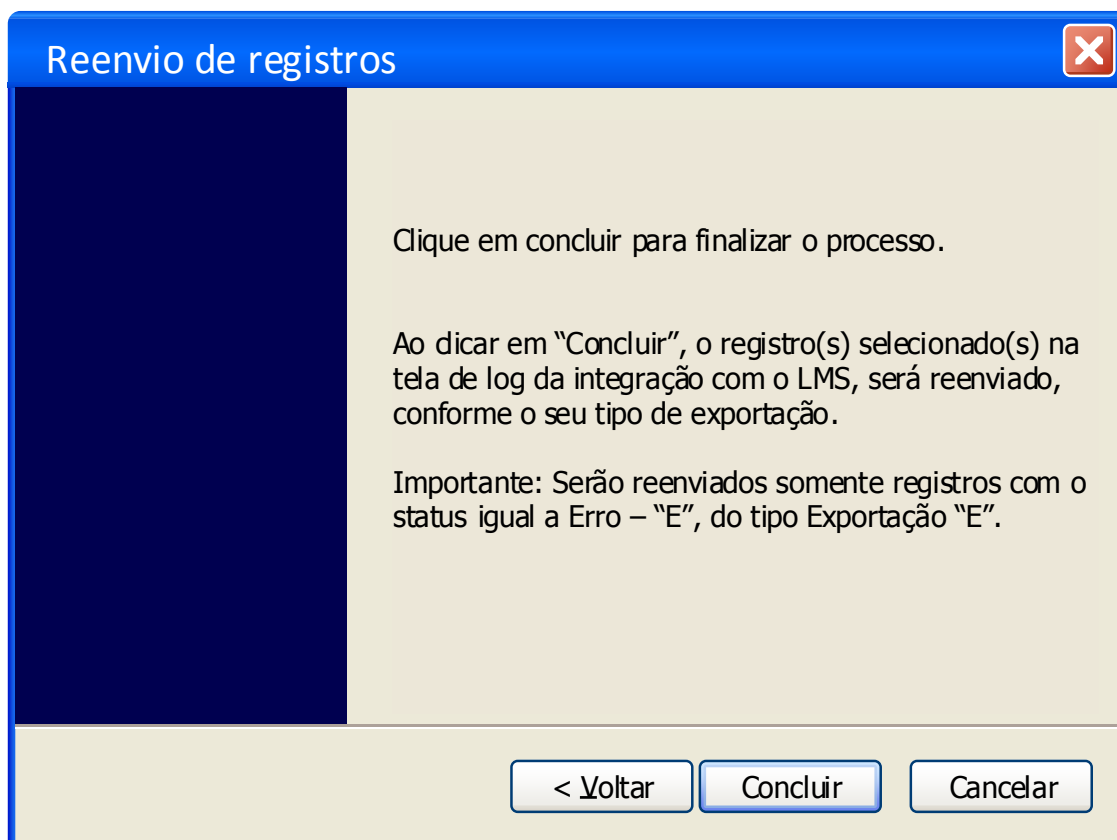 Reenvio de registros
Clique em concluir para finalizar o processo.
Ao clicar em “Concluir”, o registro(s) selecionado(s) na
tela de log da integração com o LMS, será reenviado,
conforme o seu tipo de exportação.
Importante: Serão reenviados somente registros com o
status igual a Erro – “E”, do tipo Exportação “E”.
< Voltar
Concluir
Cancelar